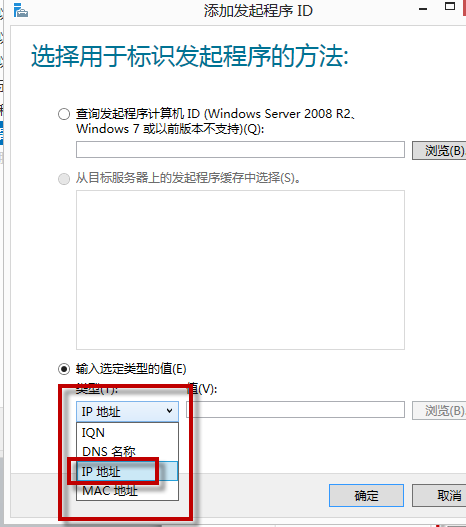 添加发起程序 ID
选择用于标识发起程序的方法:
查询发起程序计算机 ID (Windows Server 2008 R2、
Windows 7 或以前版本不支持)(Q):
浏览(B)
从目标服务器上的发起程序缓存中选择(S)。
输入选定类型的值(E)
类型(T): 值(V):
IP 地址 浏览(B)
IQN
DNS 名称
IP 地址
MAC 地址
确定 取消